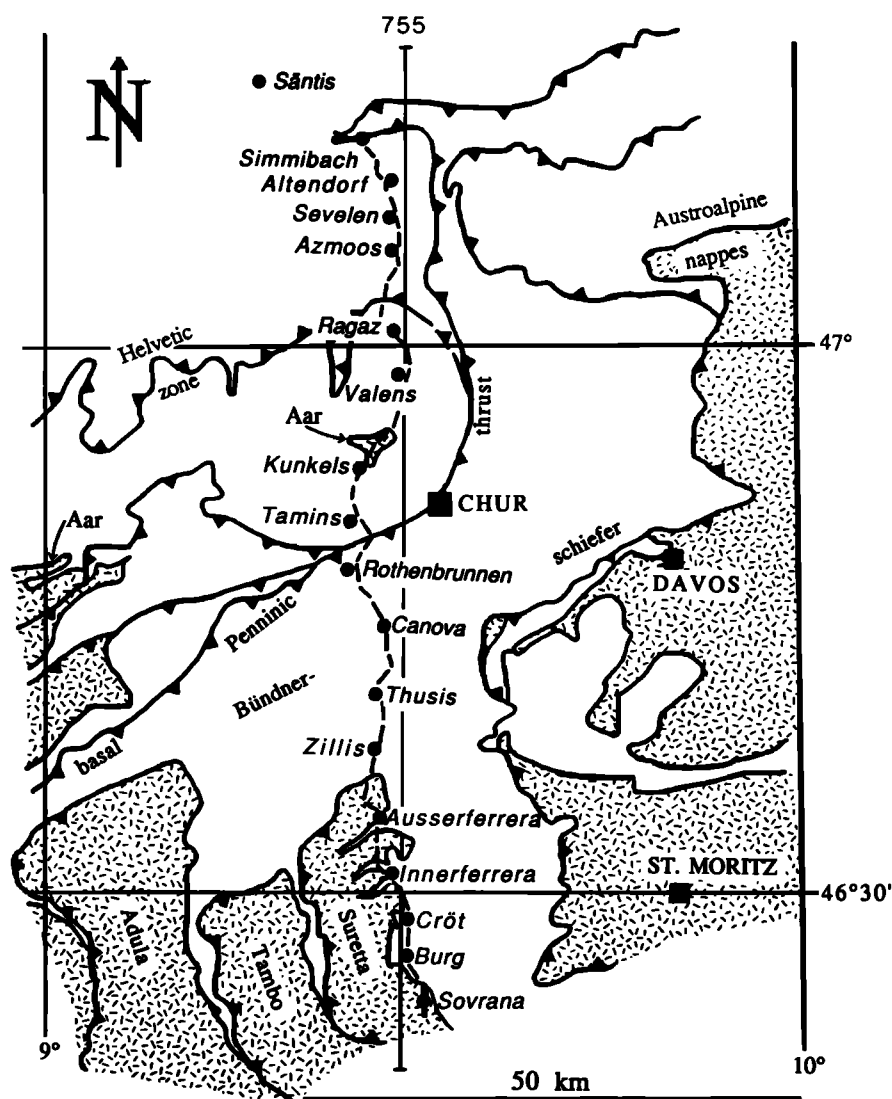 755
N
Säntis
Simmibach
Altendorf
Sevelen
Azmoos
Austroalpine
nappes
Ragaz
Helvetic
zone
47°
Valens
thrust
Aar
Kunkels
CHUR
Tamins
Aar
schiefer
Rothenbrunnen
DAVOS
Penninic
Canova
Bündner-
Thusis
basal
Zillis
Ausserferrera
Innerferrera
ST. MORITZ
46°30'
Adula
Tambo
Suretta
Cröt
Burg
Sovrana
9°
10°
50 km